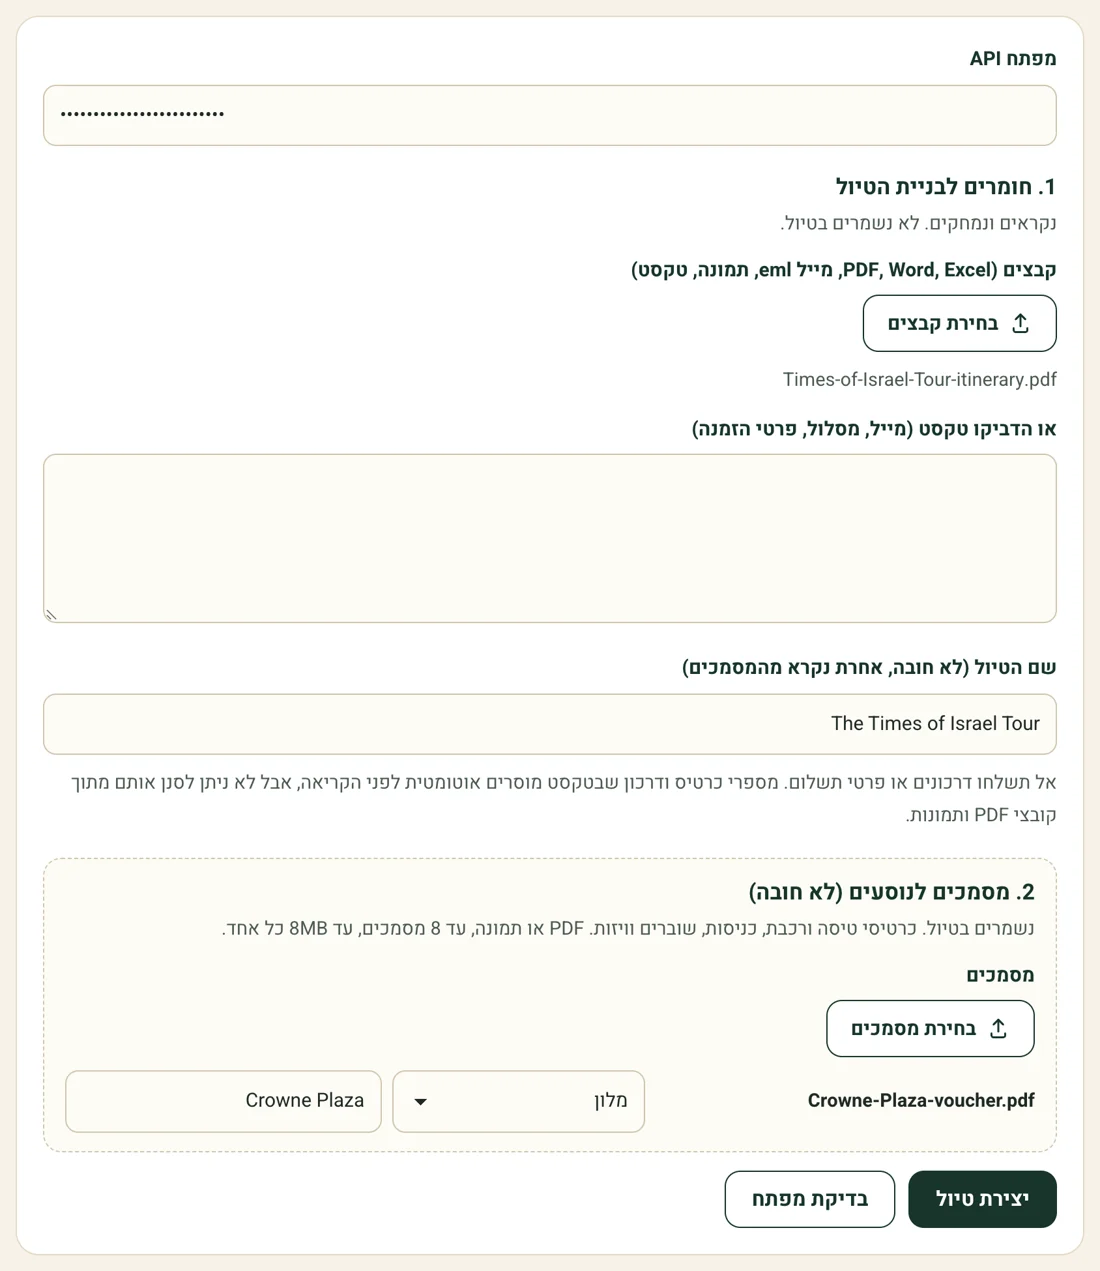 מפתח API
•••••••••••••••••••••••••
1. חומרים לבניית הטיול
נקראים ונמחקים. לא נשמרים בטיול.
קבצים (PDF, Word, Excel, מייל eml, תמונה, טקסט)
בחירת קבצים
Times-of-Israel-Tour-itinerary.pdf
או הדביקו טקסט (מייל, מסלול, פרטי הזמנה)
שם הטיול (לא חובה, אחרת נקרא מהמסמכים)
The Times of Israel Tour
אל תשלחו דרכונים או פרטי תשלום. מספרי כרטיס ודרכון שבטקסט מוסרים אוטומטית לפני הקריאה, אבל לא ניתן לסנן אותם מתוך
קובצי PDF ותמונות.
2. מסמכים לנוסעים (לא חובה)
נשמרים בטיול. כרטיסי טיסה ורכבת, כניסות, שוברים וויזות. PDF או תמונה, עד 8 מסמכים, עד 8MB כל אחד.
מסמכים
בחירת מסמכים
Crowne-Plaza-voucher.pdf
מלון
Crowne Plaza
יצירת טיול
בדיקת מפתח